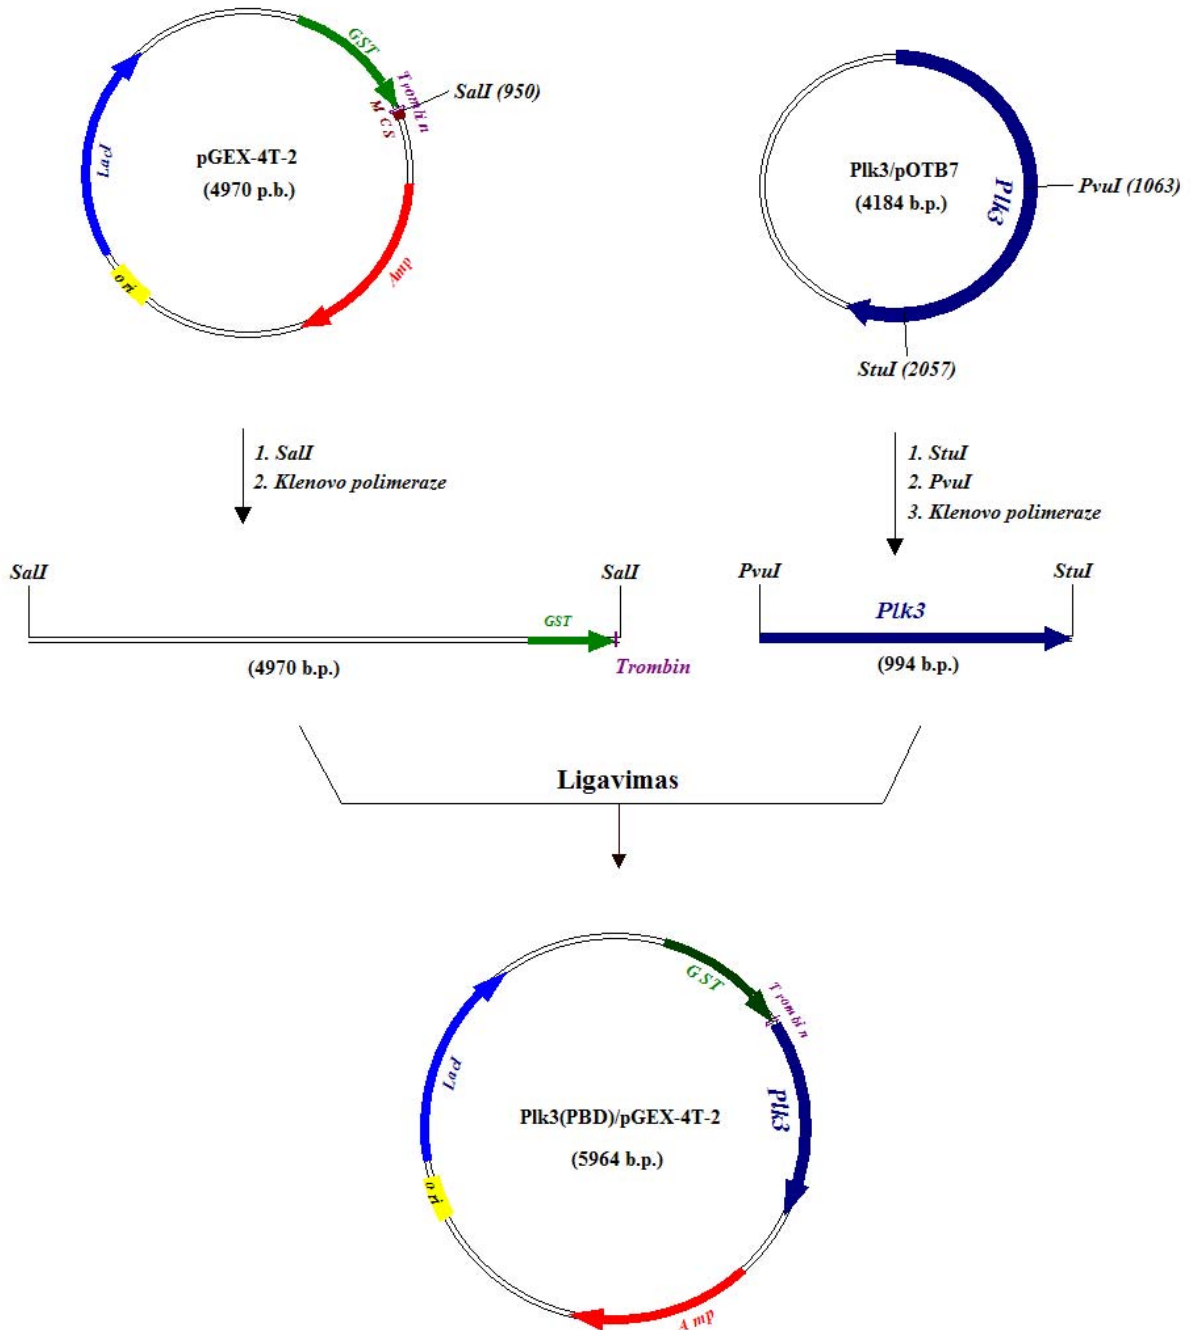 GST
Trombin
MCS
SalI (950)
LacI
pGEX-4T-2
(4970 p.b.)
Amp
ori
Plk3/pOTB7
(4184 b.p.)
Plk3
PvuI (1063)
StuI (2057)
1. SalI
2. Klenovo polimeraze
1. StuI
2. PvuI
3. Klenovo polimeraze
SalI
SalI
GST
(4970 b.p.)
Trombin
PvuI
StuI
Plk3
(994 b.p.)
Ligavimas
GST
Trombin
LacI
Plk3
Plk3(PBD)/pGEX-4T-2
(5964 b.p.)
ori
Amp